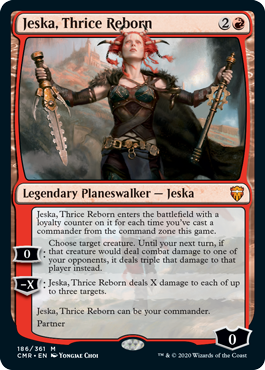 Jeska, Thrice Reborn 2
Legendary Planeswalker — Jeska
Jeska, Thrice Reborn enters the battlefield with a
loyalty counter on it for each time you've cast a
commander from the command zone this game.
Choose target creature. Until your next turn, if
0: that creature would deal combat damage to one of
your opponents, it deals triple that damage to that
player instead.
−X: Jeska, Thrice Reborn deals X damage to each of up
to three targets.
Jeska, Thrice Reborn can be your commander.
Partner
0
186/361 M
CMR • EN Yongjae Choi
™ & © 2020 Wizards of the Coast